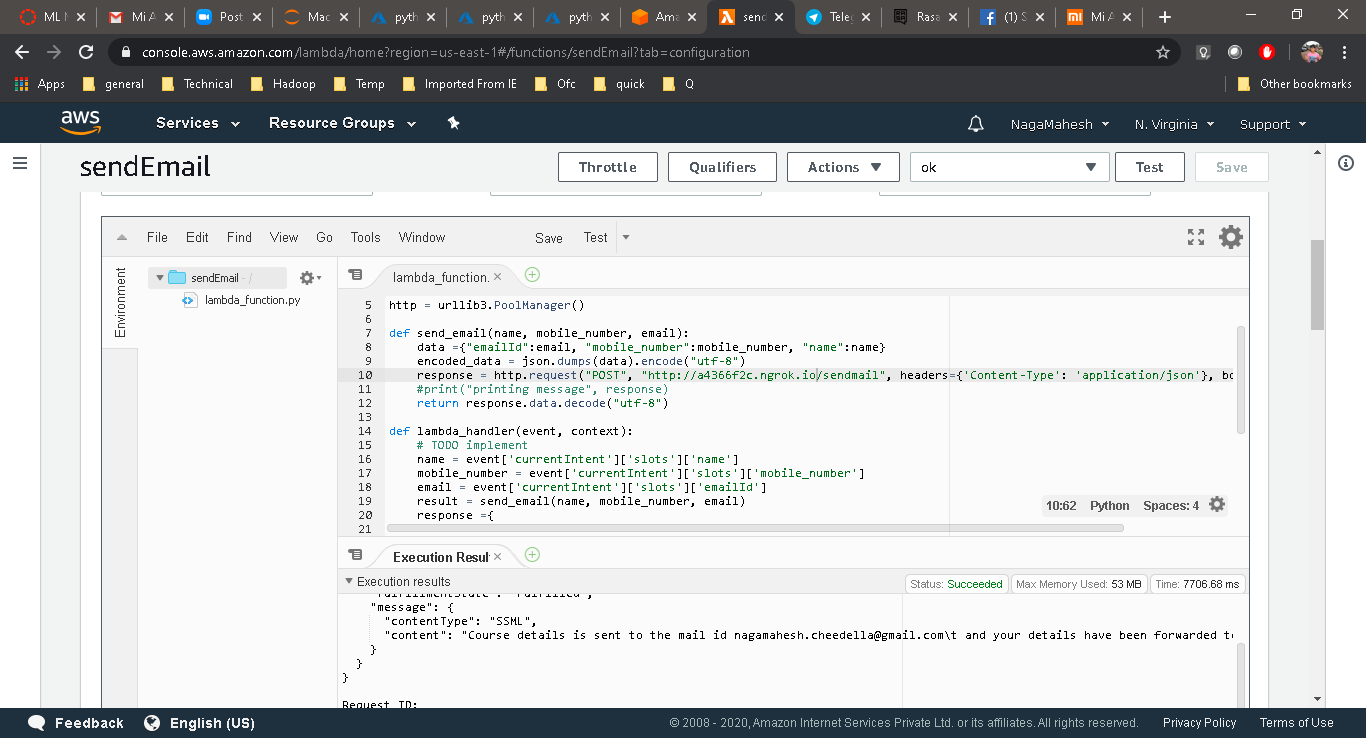 ML M
Mi A
Post
Mac
pyth
pyth
pyth
Ama
send
Teleg
Rasa
(1) S
Mi A
console.aws.amazon.com/lambda/home?region=us-east-1#/functions/sendEmail?tab=configuration
Apps general Technical Hadoop Temp Imported From IE Ofc quick Q Other bookmarks
aws Services Resource Groups NagaMahesh N. Virginia Support
sendEmail Throttle Qualifiers Actions ok Test Save
File Edit Find View Go Tools Window Save Test
Environment
sendEmail - /
lambda_function.py
lambda_function.
5 http = urllib3.PoolManager()
6
7 def send_email(name, mobile_number, email):
8 data ={"emailId":email, "mobile_number":mobile_number, "name":name}
9 encoded_data = json.dumps(data).encode("utf-8")
10 response = http.request("POST", "http://a4366f2c.ngrok.io/sendmail", headers={'Content-Type': 'application/json'}, bo
11 #print("printing message", response)
12 return response.data.decode("utf-8")
13
14 def lambda_handler(event, context):
15 # TODO implement
16 name = event['currentIntent']['slots']['name']
17 mobile_number = event['currentIntent']['slots']['mobile_number']
18 email = event['currentIntent']['slots']['emailId']
19 result = send_email(name, mobile_number, email)
20 response ={
21
10:62 Python Spaces: 4
Execution Resul
Execution results Status: Succeeded Max Memory Used: 53 MB Time: 7706.68 ms
"fulfillmentState": "Fulfilled",
"message": {
"contentType": "SSML",
"content": "Course details is sent to the mail id nagamahesh.cheedella@gmail.com\t and your details have been forwarded to
}
}
}
Request ID:
Feedback English (US) © 2008 - 2020, Amazon Internet Services Private Ltd. or its affiliates. All rights reserved. Privacy Policy Terms of Use